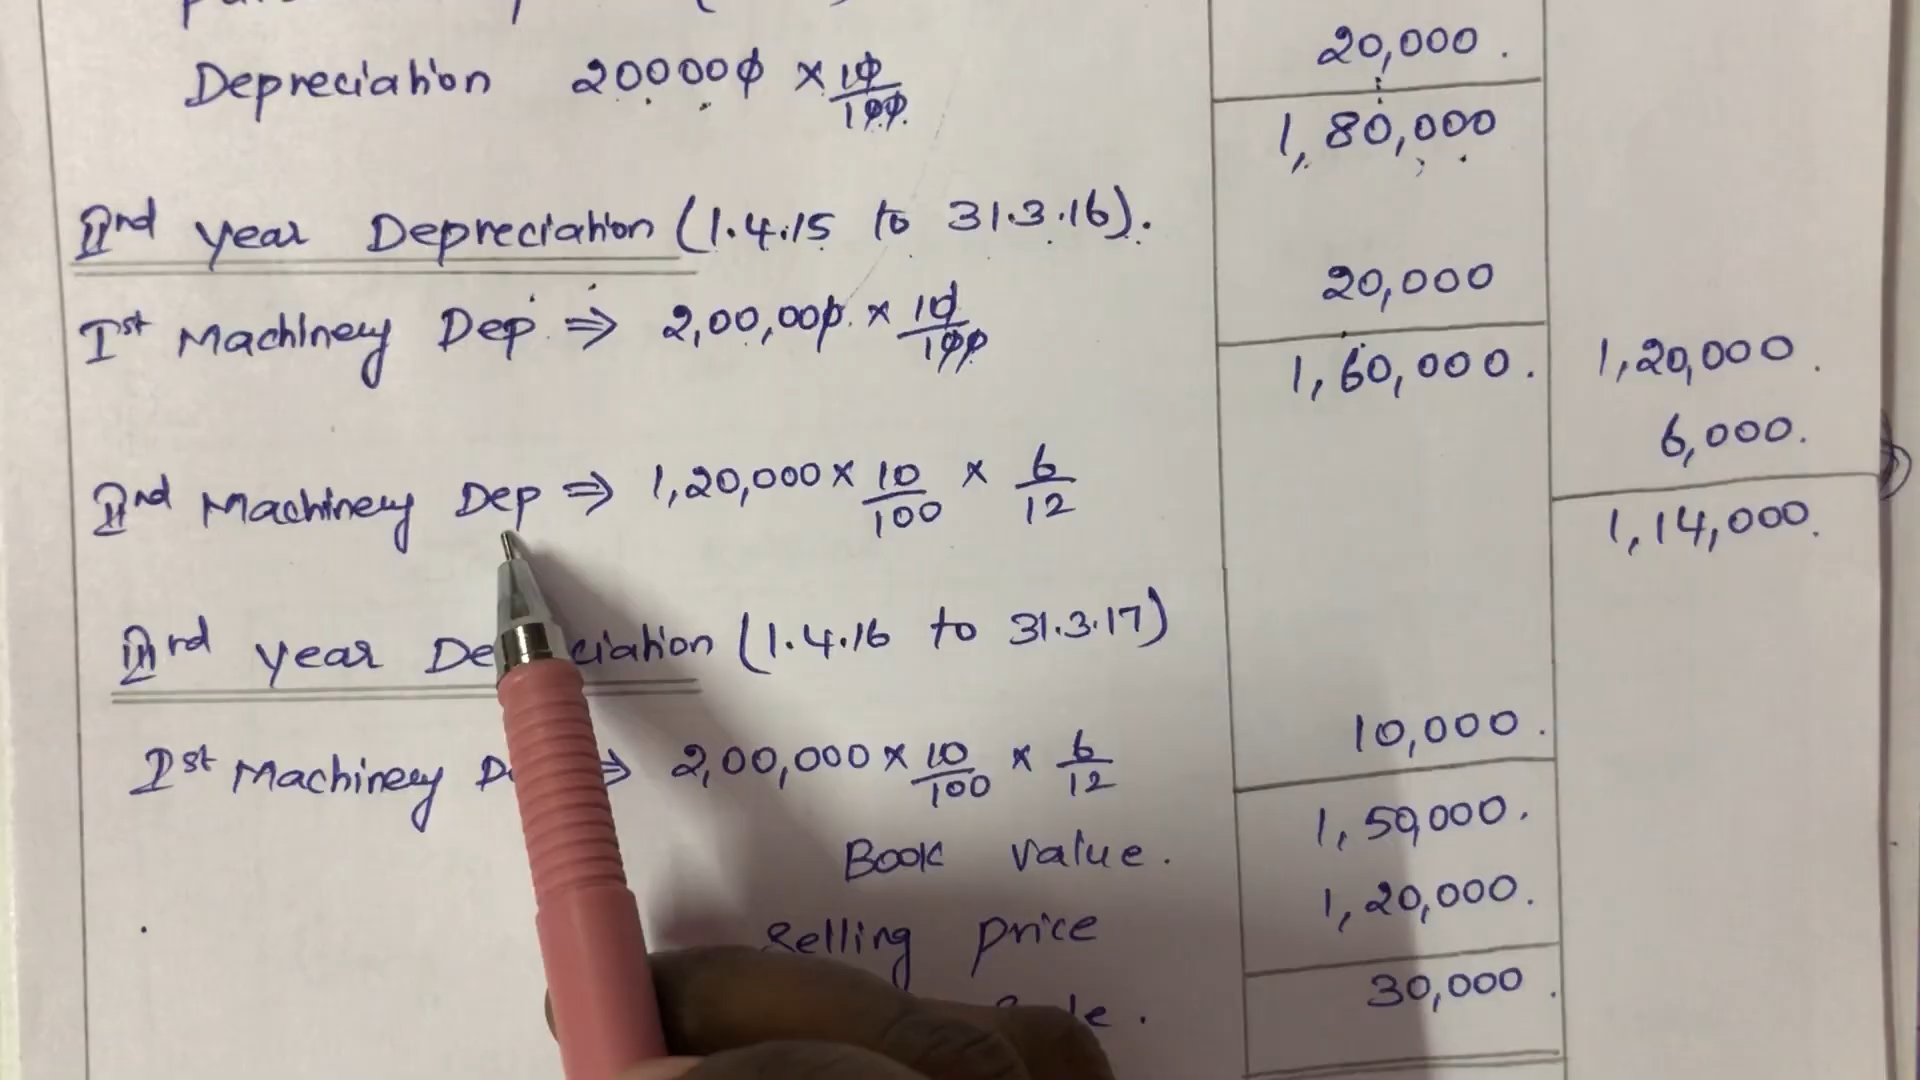 Depreciation 200000 × 10/100 20,000.
1,80,000
IInd year Depreciation (1.4.15 to 31.3.16).
Ist Machinery Dep. ⇒ 2,00,000. × 10/100 20,000
1,60,000. 1,20,000.
6,000.
IInd Machinery Dep ⇒ 1,20,000 × 10/100 × 6/12
1,14,000.
IIIrd year De ciation (1.4.16 to 31.3.17)
Ist Machinery D ⇒ 2,00,000 × 10/100 × 6/12 10,000.
1,50,000.
Book value.
Selling price 1,20,000.
30,000.